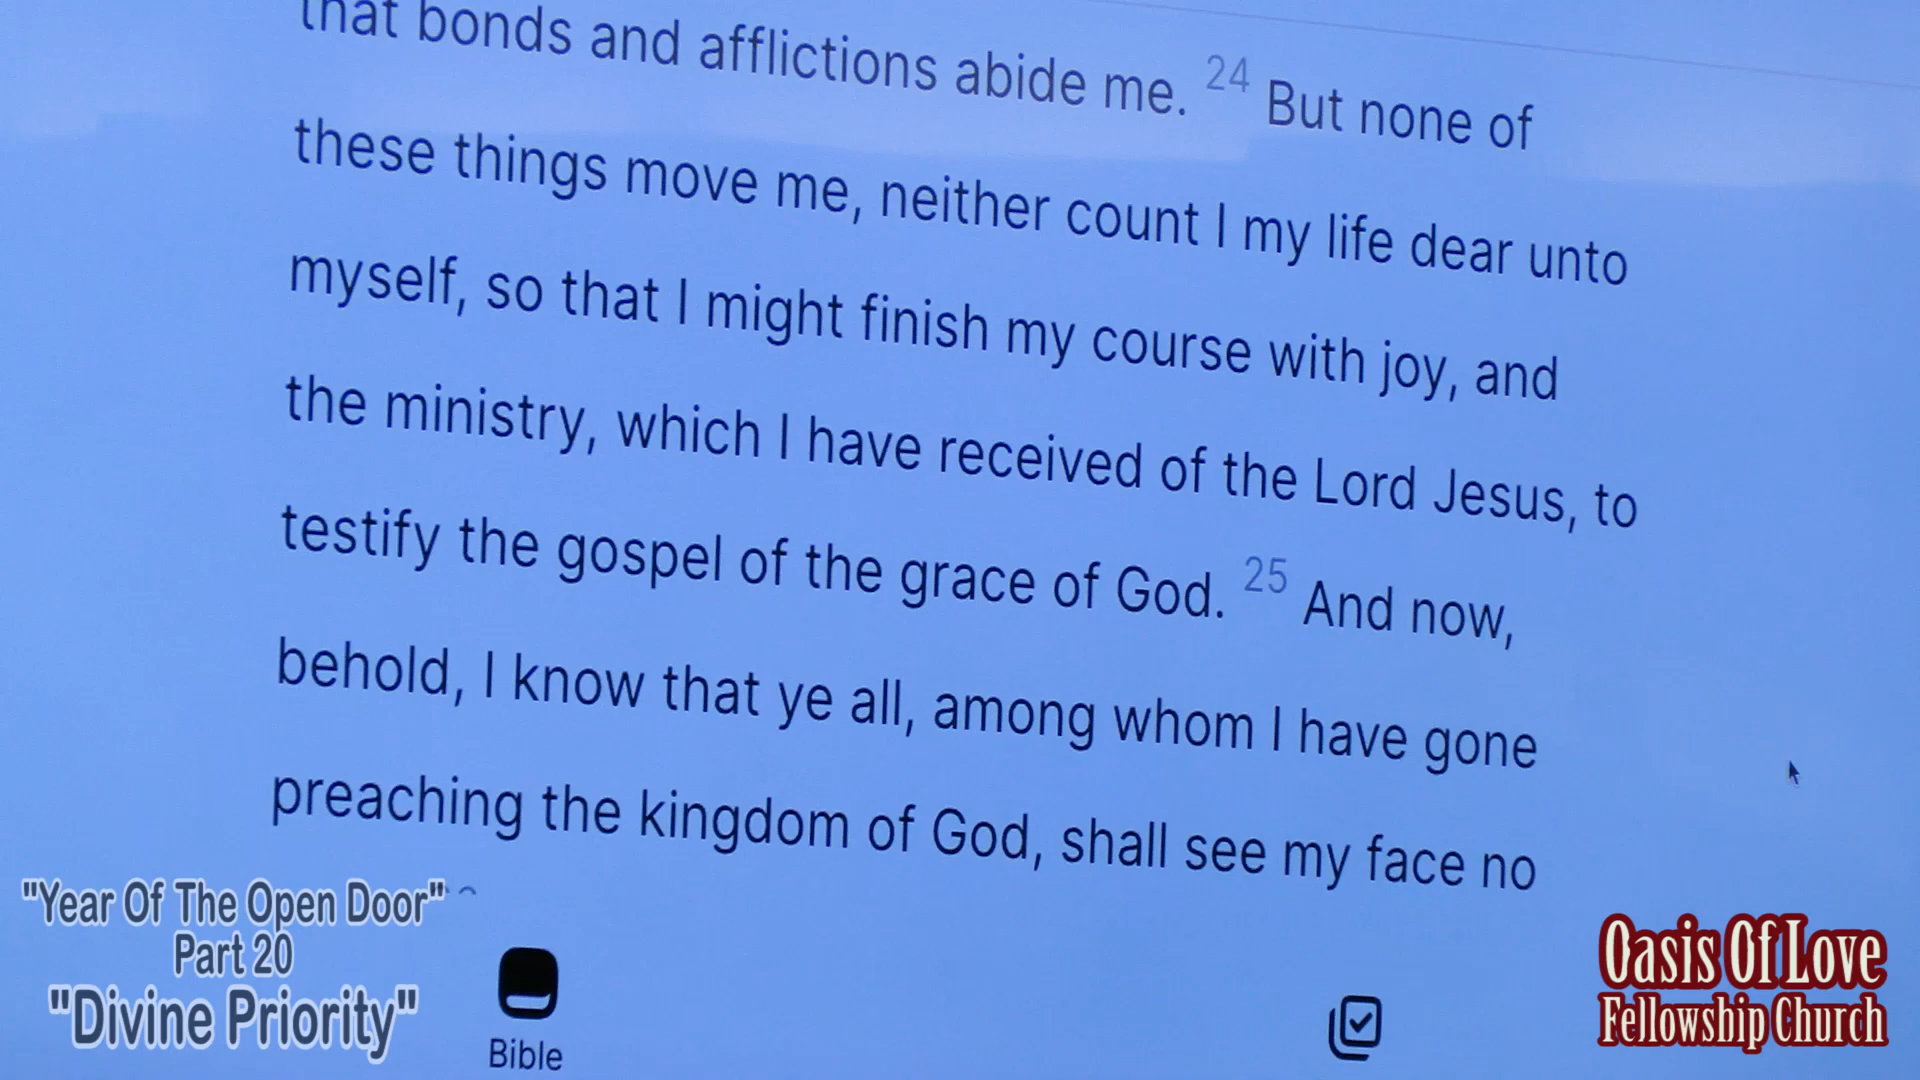 that bonds and afflictions abide me. 24 But none of
these things move me, neither count I my life dear unto
myself, so that I might finish my course with joy, and
the ministry, which I have received of the Lord Jesus, to
testify the gospel of the grace of God. 25 And now,
behold, I know that ye all, among whom I have gone
preaching the kingdom of God, shall see my face no
"Year Of The Open Door"
Part 20
"Divine Priority"
Bible
Oasis Of Love
Fellowship Church